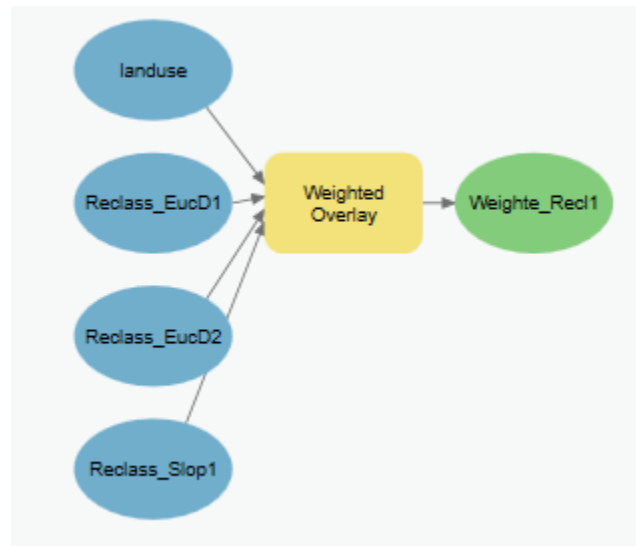 landuse
Reclass_EucD1
Weighted
Overlay
Weighte_Recl1
Reclass_EucD2
Reclass_Slop1